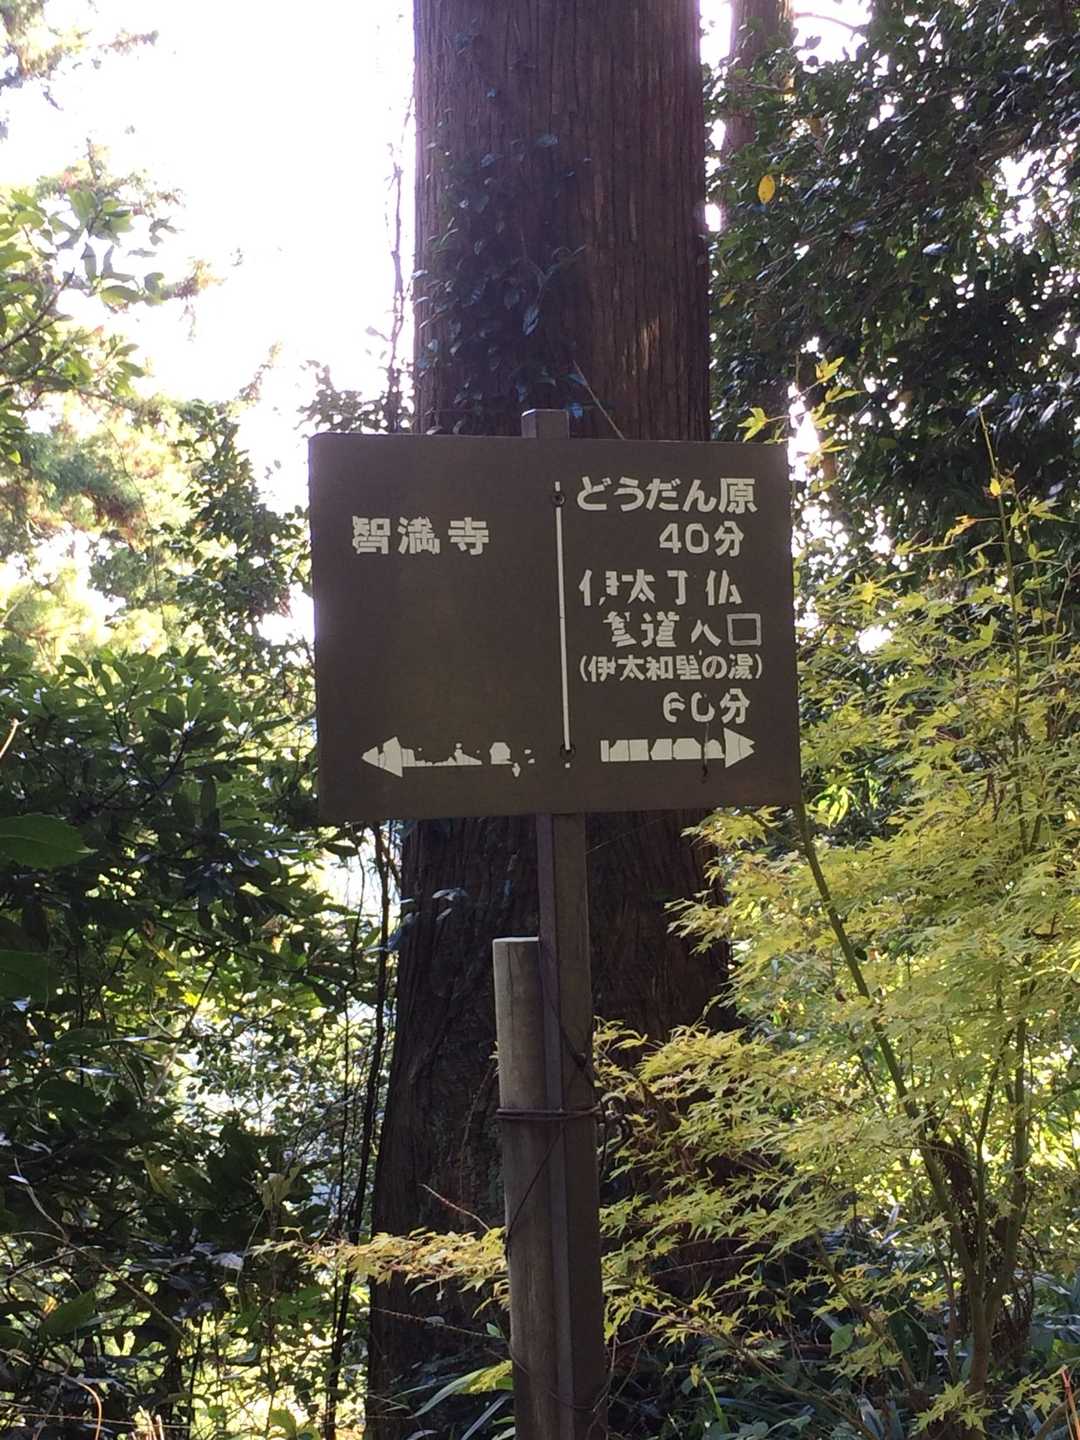 智満寺
どうだん原
40分
伊太丁仏
参道入口
(伊太和里の湯)
60分